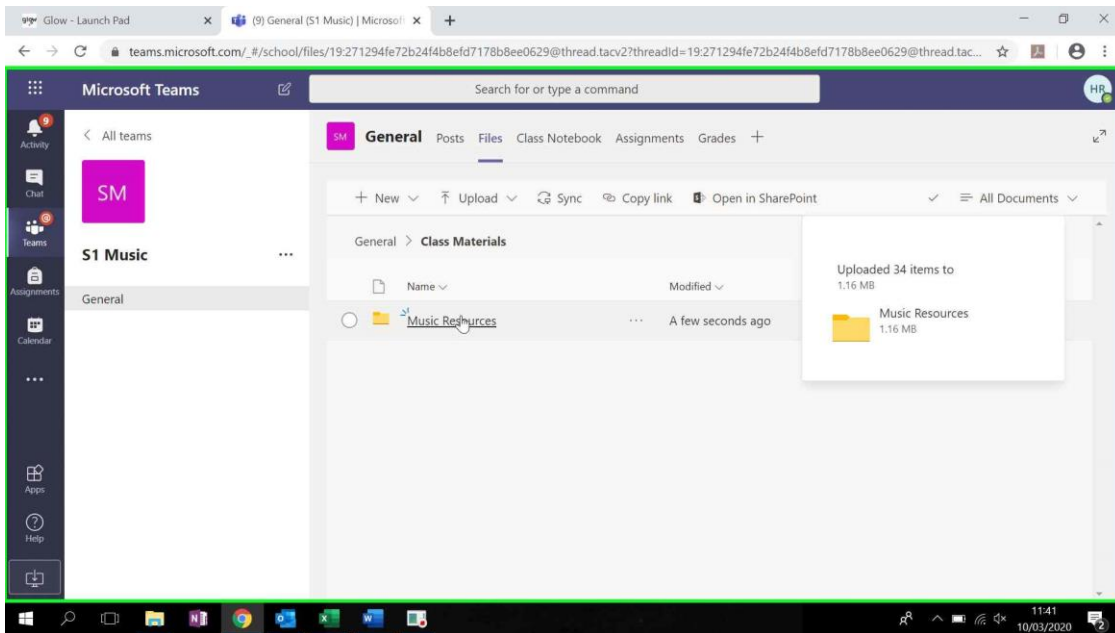 glow Glow - Launch Pad
(9) General (S1 Music) | Microsoft
teams.microsoft.com/_#/school/files/19:271294fe72b24f4b8efd7178b8ee0629@thread.tacv2?threadId=19:271294fe72b24f4b8efd7178b8ee0629@thread.tac...
Microsoft Teams
Search for or type a command
HR
9
Activity
Chat
Teams
Assignments
Calendar
Apps
Help
All teams
SM
S1 Music
General
SM General Posts Files Class Notebook Assignments Grades
New Upload Sync Copy link Open in SharePoint All Documents
General > Class Materials
Name Modified
Music Resources A few seconds ago
Uploaded 34 items to
1.16 MB
Music Resources
1.16 MB
11:41
10/03/2020
2